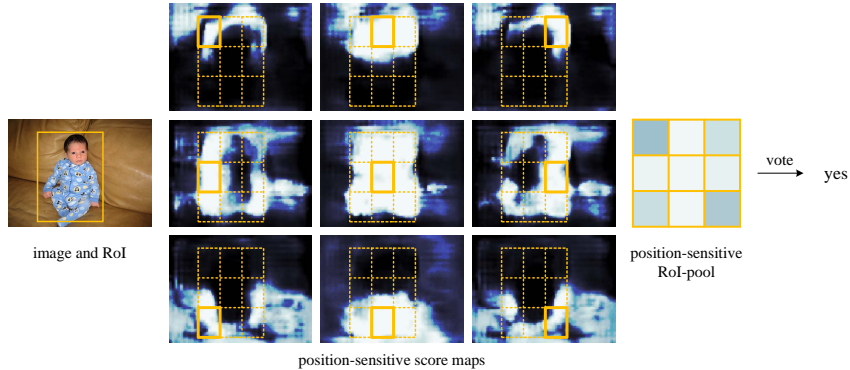 image and RoI
position-sensitive score maps
position-sensitive
RoI-pool
vote
yes